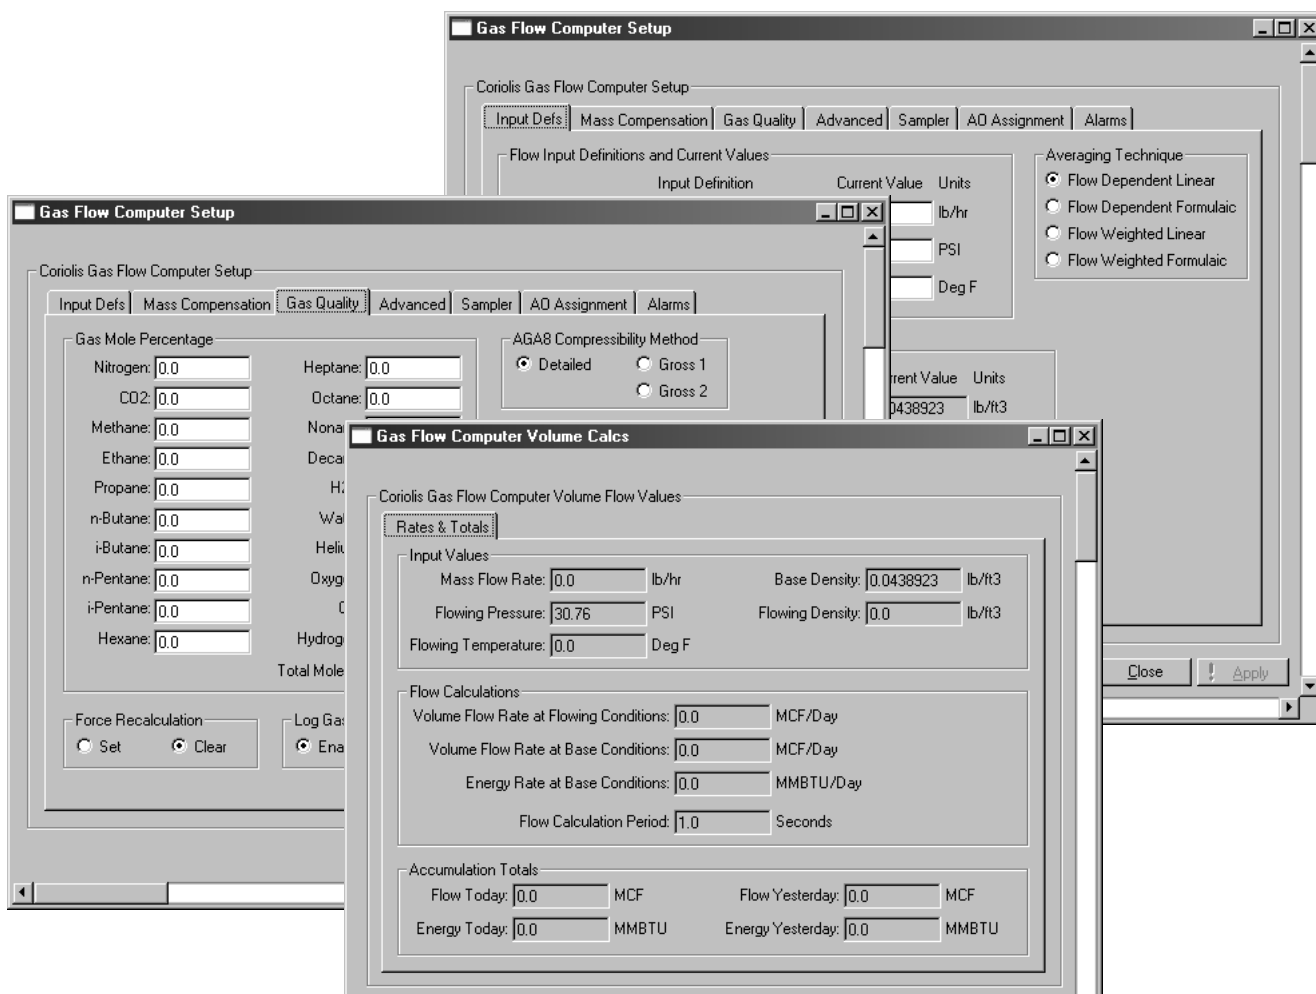 Gas Flow Computer Setup
Coriolis Gas Flow Computer Setup
Input Defs Mass Compensation Gas Quality Advanced Sampler AO Assignment Alarms
Flow Input Definitions and Current Values
Input Definition Current Value Units
lb/hr
PSI
Deg F
Averaging Technique
Flow Dependent Linear
Flow Dependent Formulaic
Flow Weighted Linear
Flow Weighted Formulaic
Value Units
lb/ft3
Close ! Apply
Gas Flow Computer Setup
Coriolis Gas Flow Computer Setup
Input Defs Mass Compensation Gas Quality Advanced Sampler AO Assignment Alarms
Gas Mole Percentage
Nitrogen: 0.0 Heptane: 0.0
CO2: 0.0 Octane: 0.0
Methane: 0.0
Ethane: 0.0
Propane: 0.0
n-Butane: 0.0
i-Butane: 0.0
n-Pentane: 0.0
i-Pentane: 0.0
Hexane: 0.0
Total Mole
AGA8 Compressibility Method
Detailed Gross 1
Gross 2
Force Recalculation
Set Clear
Log Gas
Gas Flow Computer Volume Calcs
Coriolis Gas Flow Computer Volume Flow Values
Rates & Totals
Input Values
Mass Flow Rate: 0.0 lb/hr Base Density: 0.0438923 lb/ft3
Flowing Pressure: 30.76 PSI Flowing Density: 0.0 lb/ft3
Flowing Temperature: 0.0 Deg F
Flow Calculations
Volume Flow Rate at Flowing Conditions: 0.0 MCF/Day
Volume Flow Rate at Base Conditions: 0.0 MCF/Day
Energy Rate at Base Conditions: 0.0 MMBTU/Day
Flow Calculation Period: 1.0 Seconds
Accumulation Totals
Flow Today: 0.0 MCF Flow Yesterday: 0.0 MCF
Energy Today: 0.0 MMBTU Energy Yesterday: 0.0 MMBTU